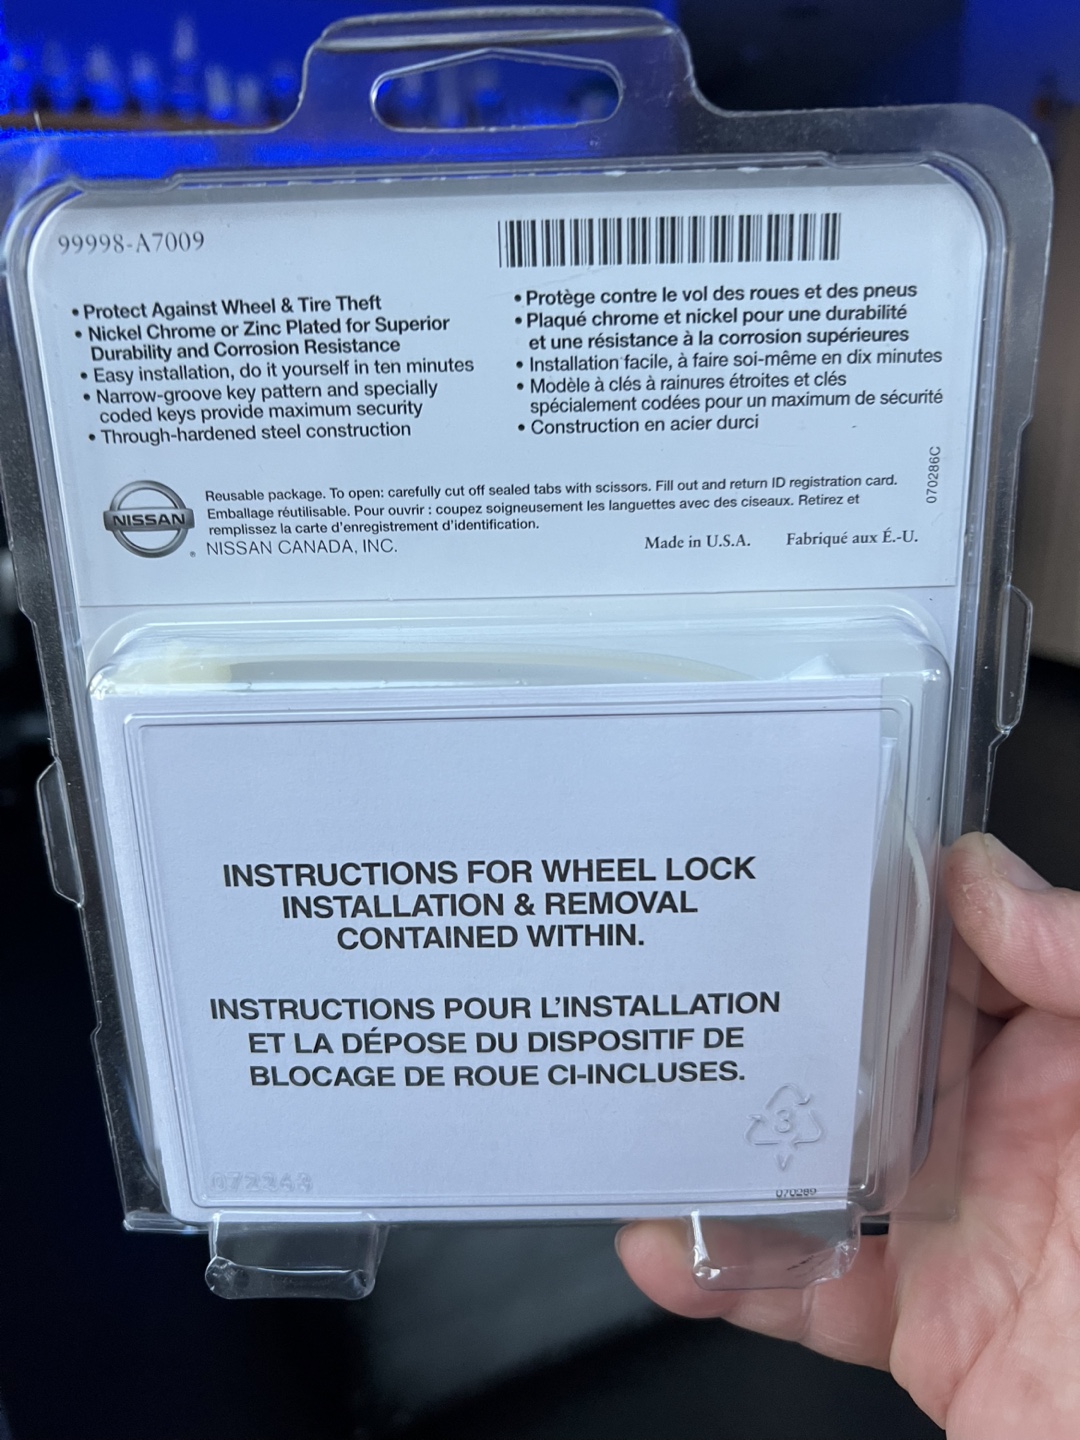 99998-A7009
• Protect Against Wheel & Tire Theft
• Nickel Chrome or Zinc Plated for Superior
Durability and Corrosion Resistance
• Easy installation, do it yourself in ten minutes
• Narrow-groove key pattern and specially
coded keys provide maximum security
• Through-hardened steel construction
• Protège contre le vol des roues et des pneus
• Plaqué chrome et nickel pour une durabilité
et une résistance à la corrosion supérieures
• Installation facile, à faire soi-même en dix minutes
• Modèle à clés à rainures étroites et clés
spécialement codées pour un maximum de sécurité
• Construction en acier durci
070286C
NISSAN
Reusable package. To open: carefully cut off sealed tabs with scissors. Fill out and return ID registration card.
Emballage réutilisable. Pour ouvrir : coupez soigneusement les languettes avec des ciseaux. Retirez et
remplissez la carte d'enregistrement d'identification.
NISSAN CANADA, INC.
Made in U.S.A. Fabriqué aux É.-U.
INSTRUCTIONS FOR WHEEL LOCK
INSTALLATION & REMOVAL
CONTAINED WITHIN.
INSTRUCTIONS POUR L'INSTALLATION
ET LA DÉPOSE DU DISPOSITIF DE
BLOCAGE DE ROUE CI-INCLUSES.
3
V
070289